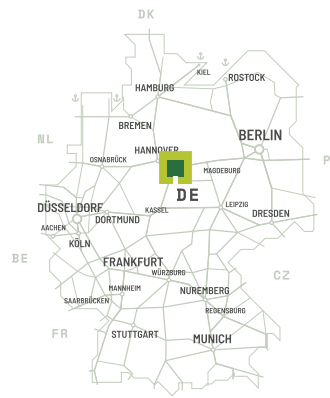 DK
KIEL
ROSTOCK
HAMBURG
BREMEN
NL
HANNOVER
BERLIN
OSNABRÜCK
MAGDEBURG
P
DE
DÜSSELDORF
KASSEL
LEIPZIG
DORTMUND
DRESDEN
AACHEN
KÖLN
BE
FRANKFURT
WÜRZBURG
CZ
MANNHEIM
NUREMBERG
SAARBRÜCKEN
REGENSBURG
FR
STUTTGART
MUNICH